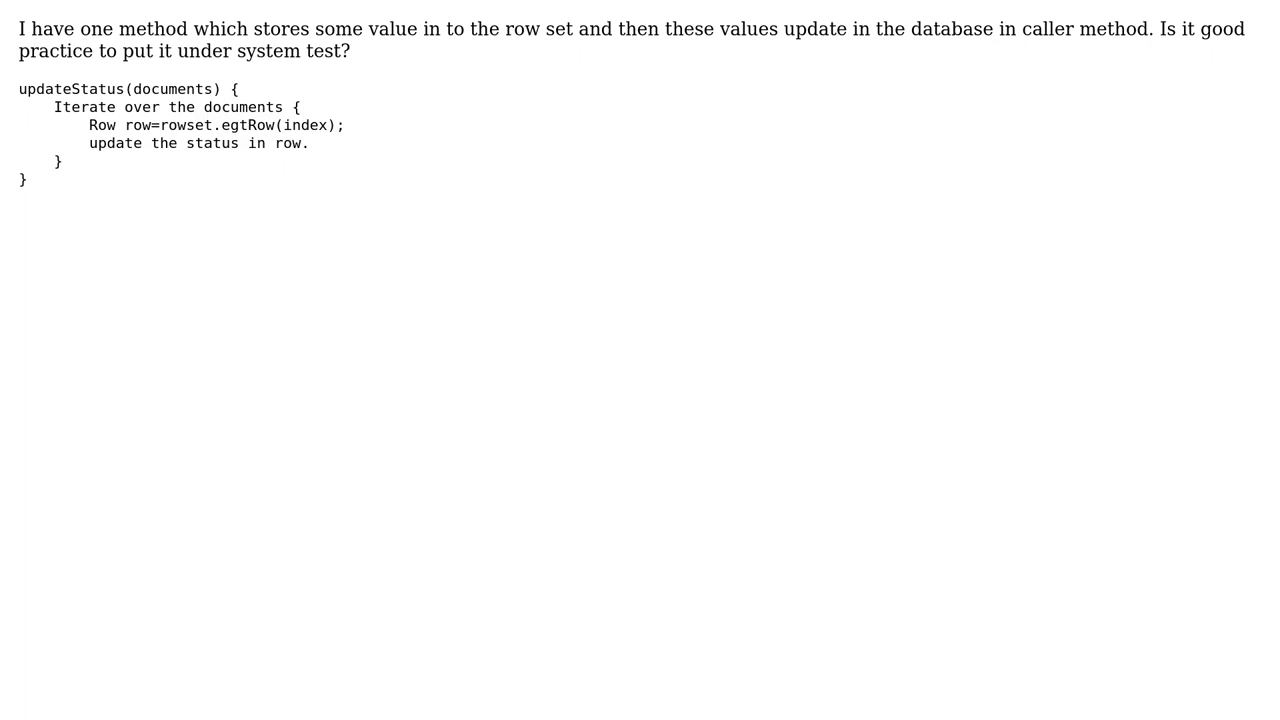 I have one method which stores some value in to the row set and then these values update in the database in caller method. Is it good
practice to put it under system test?
updateStatus(documents) {
    Iterate over the documents {
        Row row=rowset.egtRow(index);
        update the status in row.
    }
}